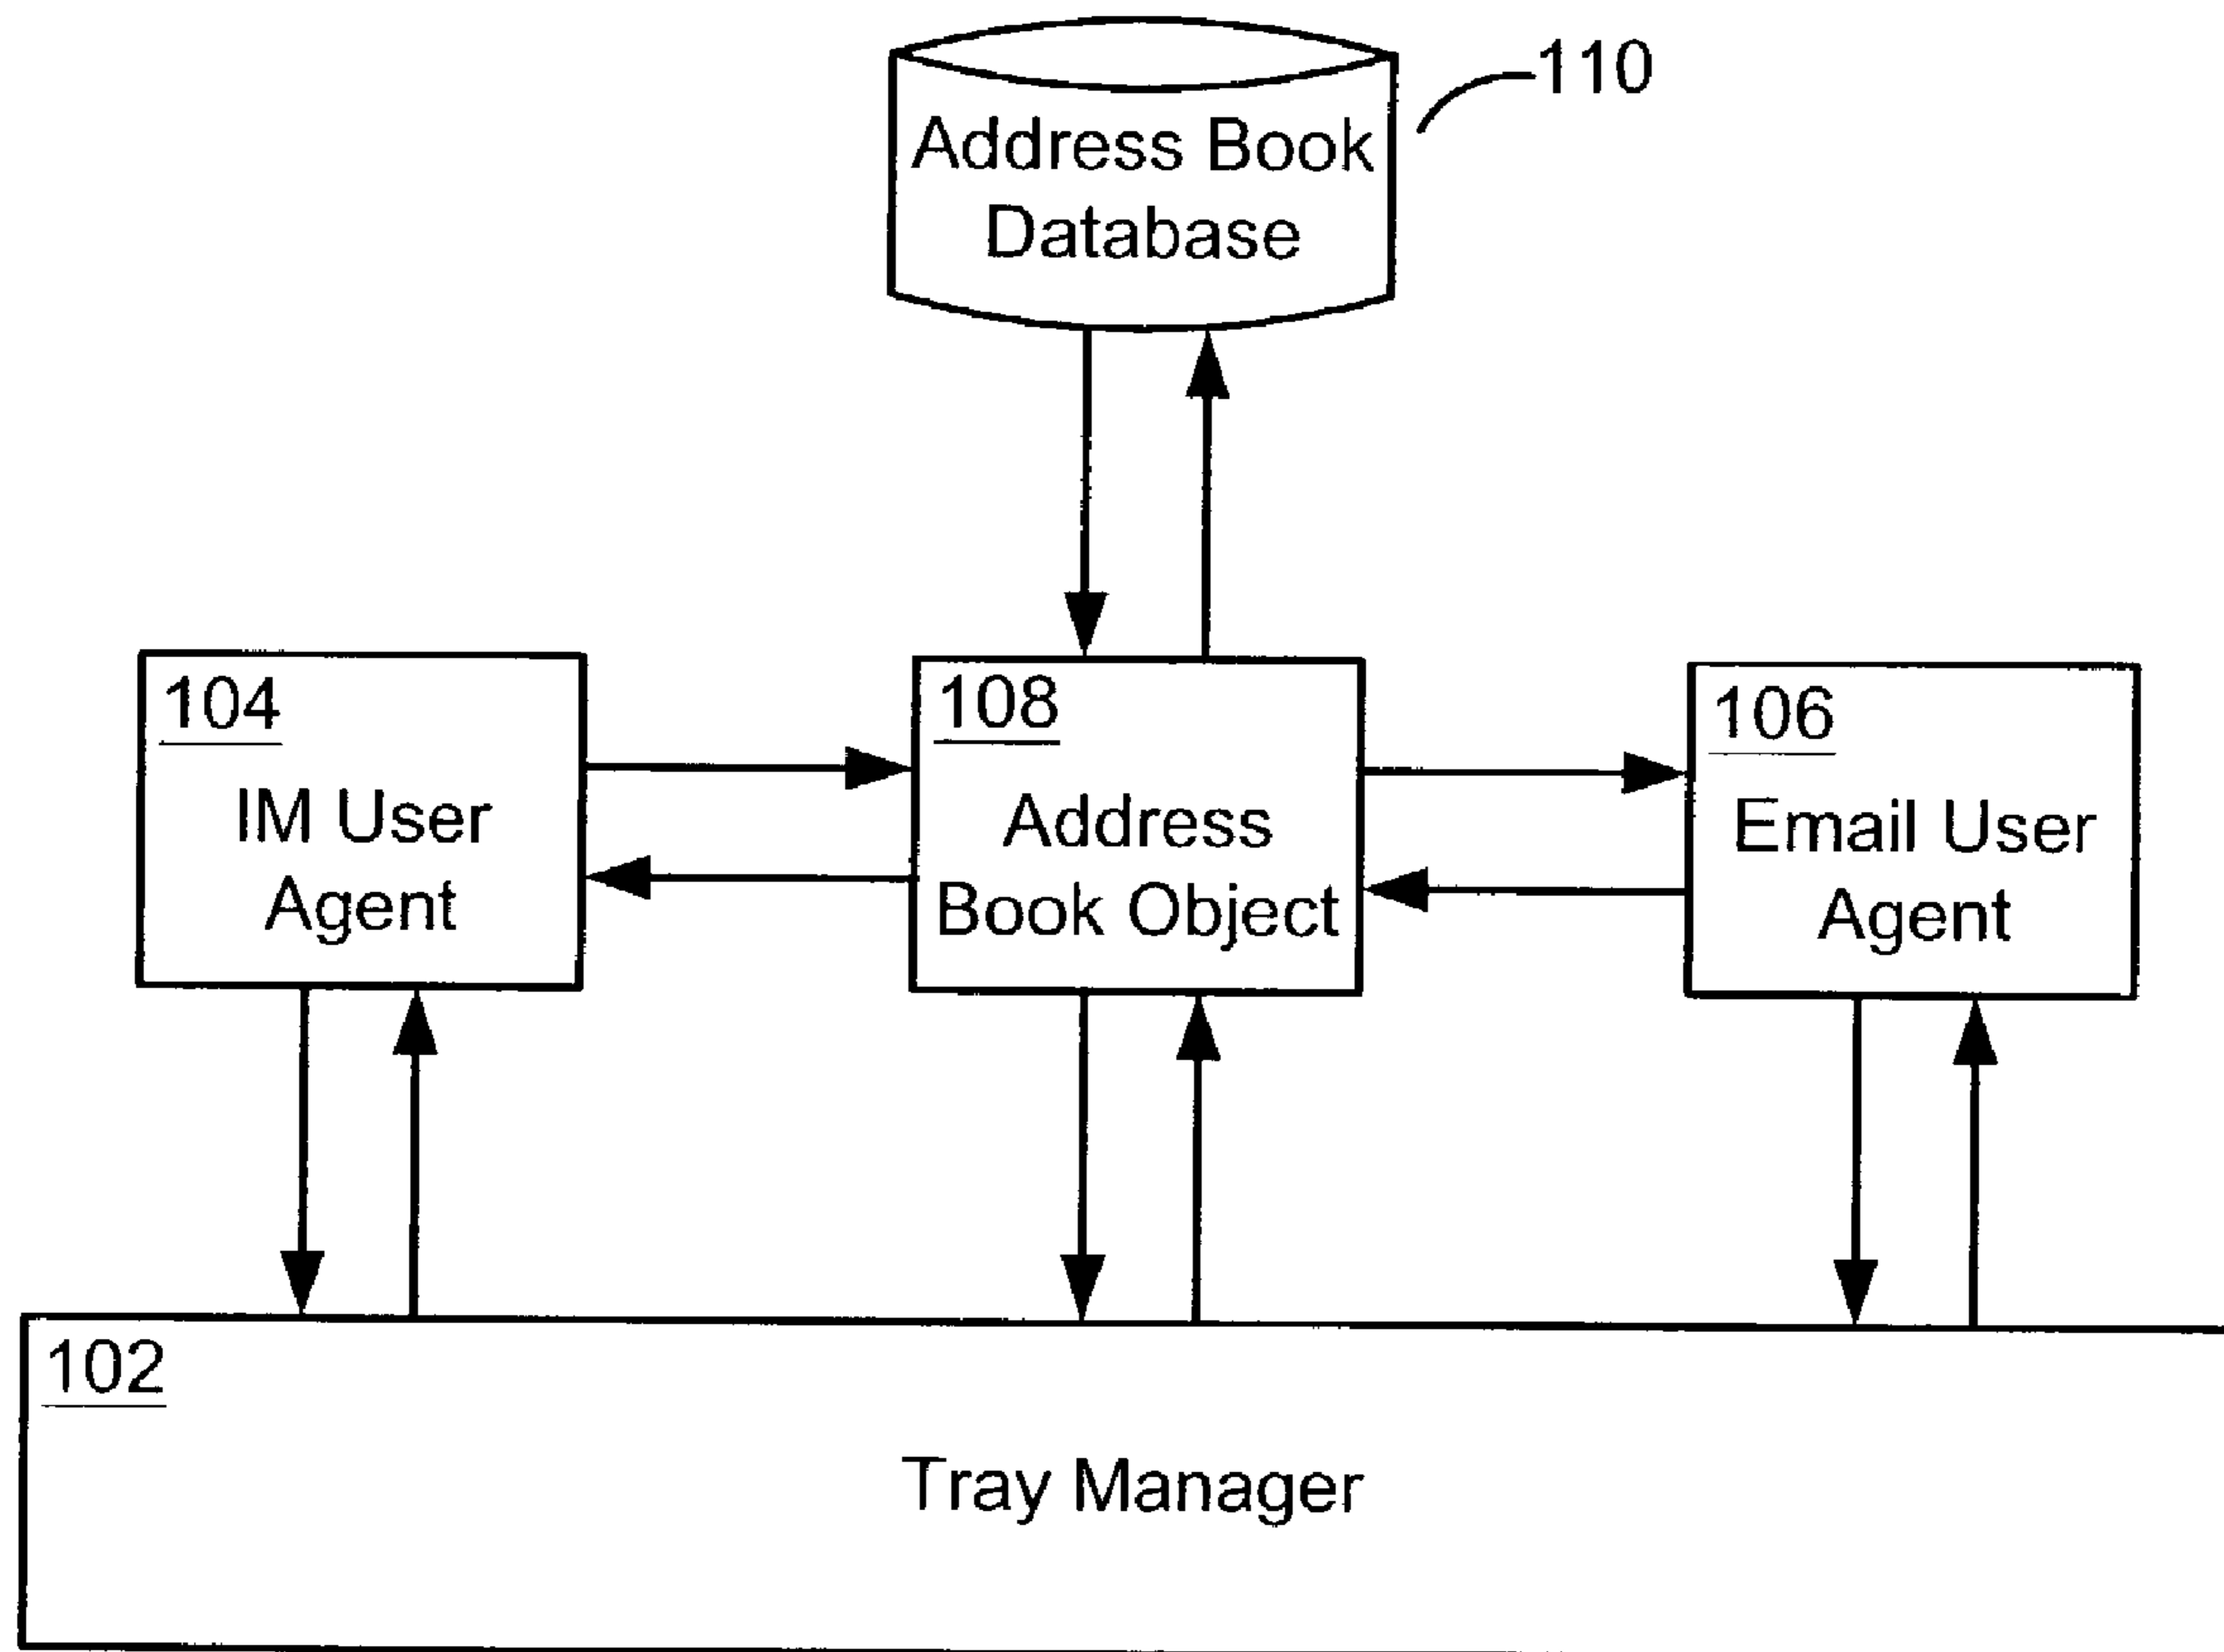 110
Address Book
Database
104
IM User
Agent
108
Address
Book Object
106
Email User
Agent
102
Tray Manager